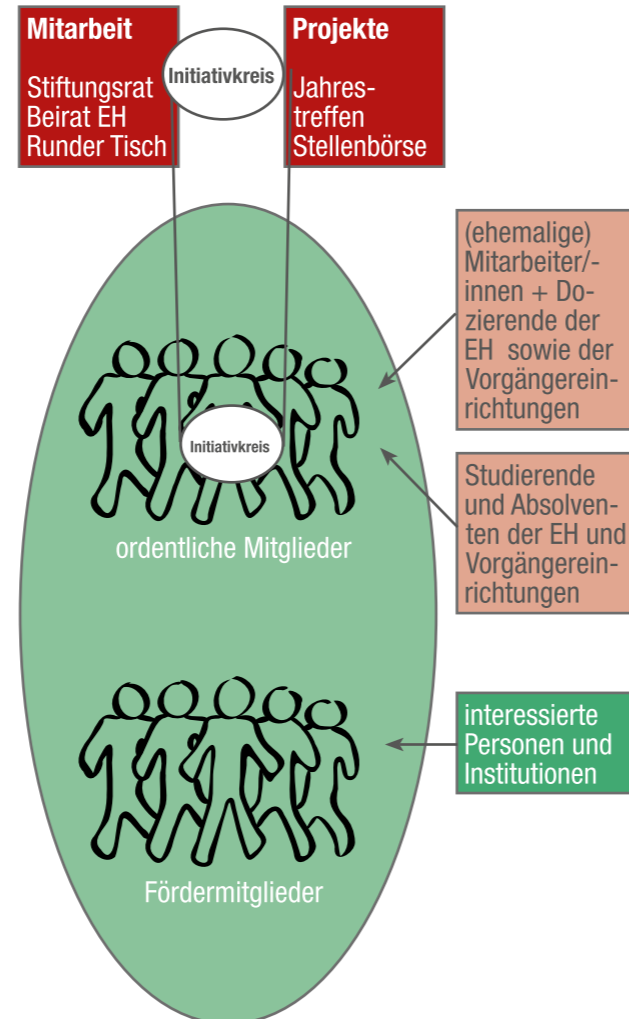 Mitarbeit
Stiftungsrat
Beirat EH
Runder Tisch
Initiativkreis
Projekte
Jahres-
treffen
Stellenbörse
(ehemalige)
Mitarbeiter/-
innen + Do-
zierende der
EH sowie der
Vorgängerein-
richtungen
Initiativkreis
ordentliche Mitglieder
Studierende
und Absolven-
ten der EH und
Vorgängerein-
richtungen
interessierte
Personen und
Institutionen
Fördermitglieder